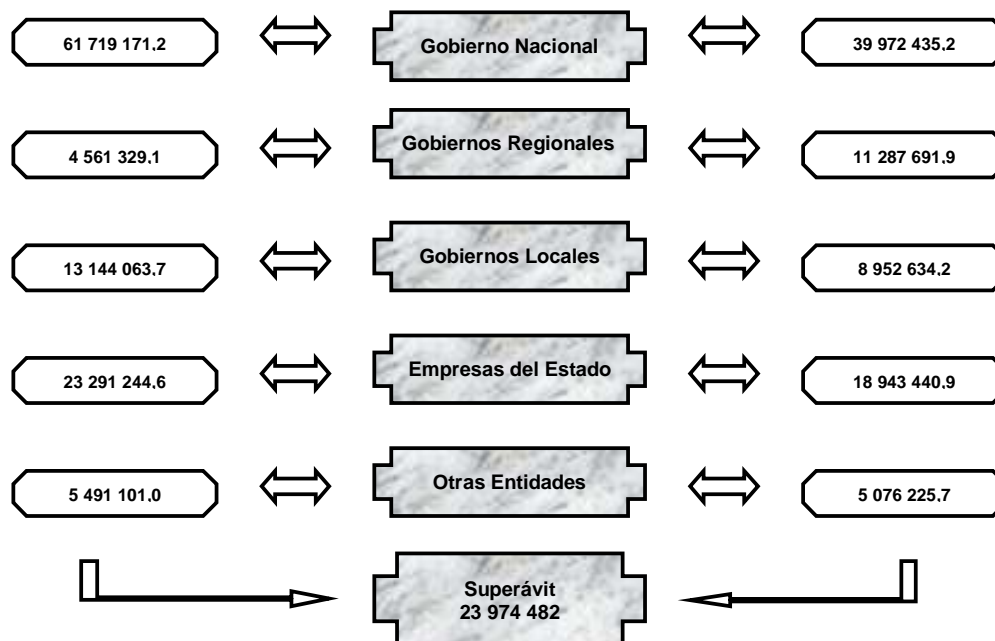 61 719 171,2
Gobierno Nacional
39 972 435,2
4 561 329,1
Gobiernos Regionales
11 287 691,9
13 144 063,7
Gobiernos Locales
8 952 634,2
23 291 244,6
Empresas del Estado
18 943 440,9
5 491 101,0
Otras Entidades
5 076 225,7
Superávit
23 974 482